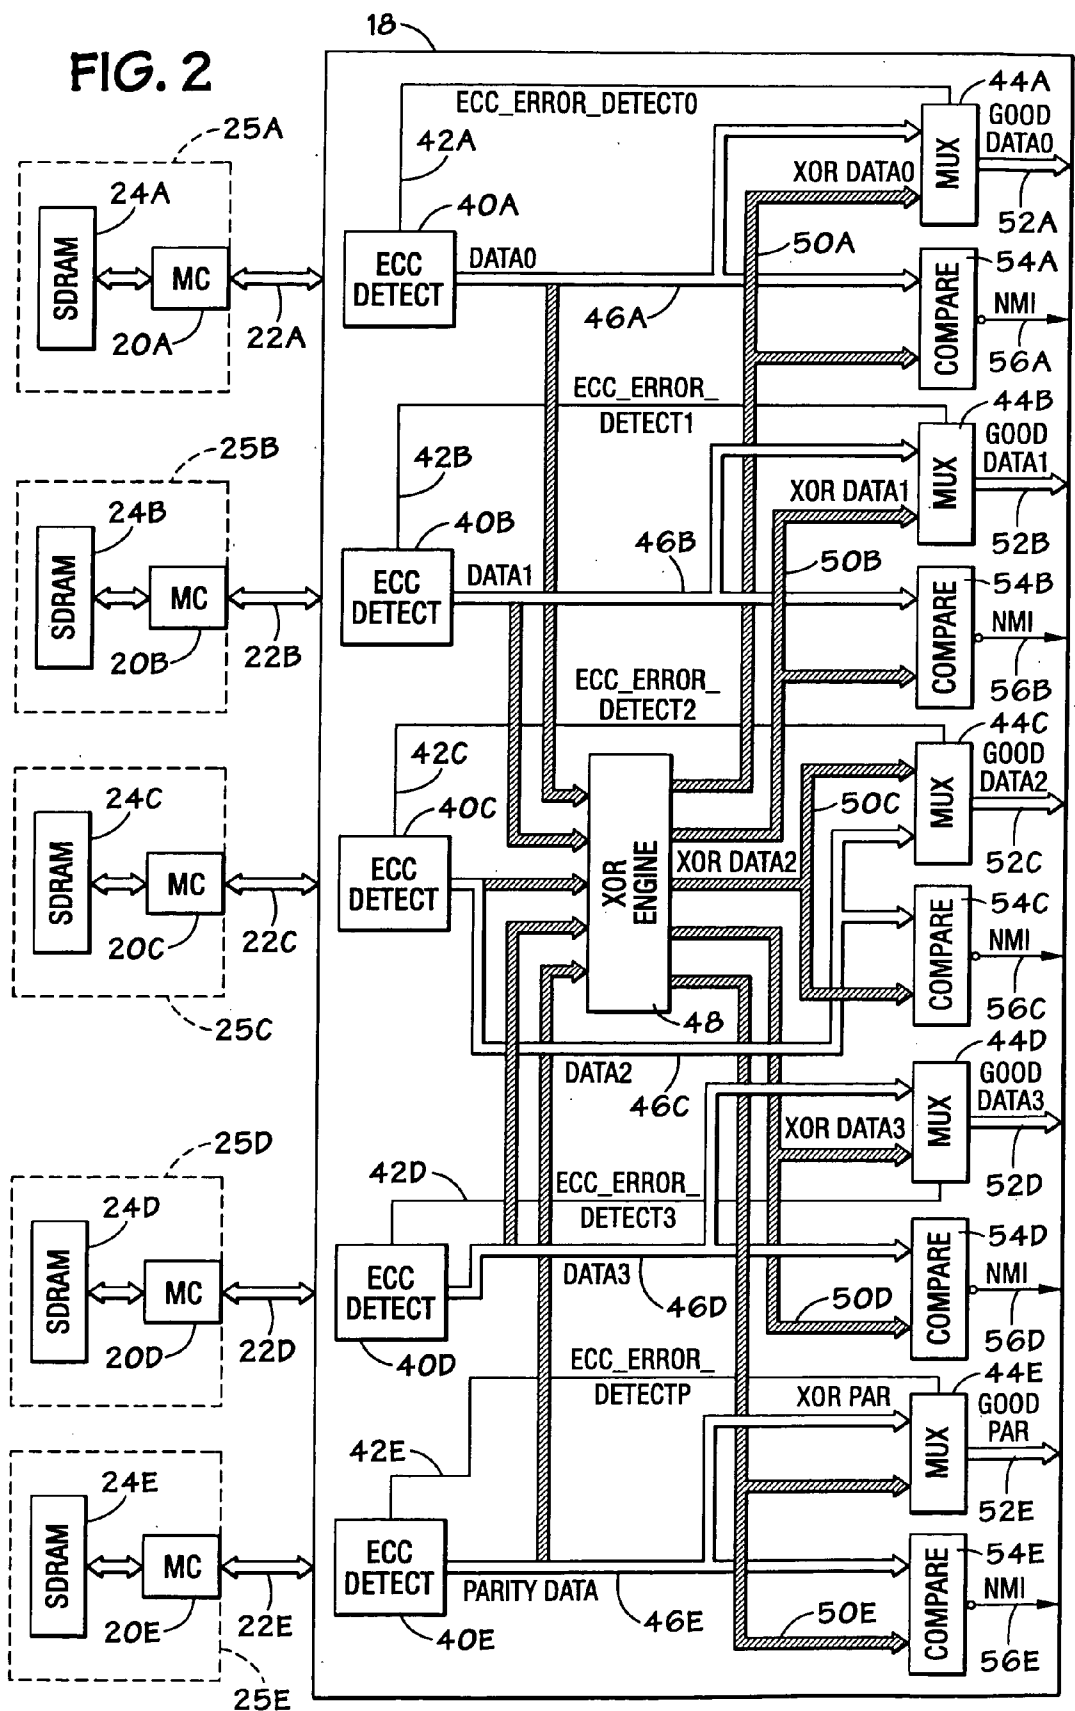 FIG. 2
18
25A
24A
SDRAM
MC
20A
22A
ECC_ERROR_DETECT0
42A
40A
ECC
DETECT
DATA0
46A
XOR DATA0
50A
44A
MUX
GOOD
DATA0
52A
54A
COMPARE
NMI
56A
25B
24B
SDRAM
MC
20B
22B
ECC_ERROR_
DETECT1
42B
40B
ECC
DETECT
DATA1
46B
XOR DATA1
50B
44B
MUX
GOOD
DATA1
52B
54B
COMPARE
NMI
56B
24C
SDRAM
MC
20C
22C
25C
ECC_ERROR_
DETECT2
42C
40C
ECC
DETECT
XOR
ENGINE
48
XOR DATA2
50C
DATA2
46C
44C
MUX
GOOD
DATA2
52C
54C
COMPARE
NMI
56C
25D
24D
SDRAM
MC
20D
22D
42D
ECC_ERROR_
DETECT3
ECC
DETECT
40D
DATA3
46D
XOR DATA3
50D
44D
MUX
GOOD
DATA3
52D
54D
COMPARE
NMI
56D
24E
SDRAM
MC
20E
22E
25E
ECC_ERROR_
DETECTP
42E
ECC
DETECT
40E
PARITY DATA
46E
XOR PAR
50E
44E
MUX
GOOD
PAR
52E
54E
COMPARE
NMI
56E